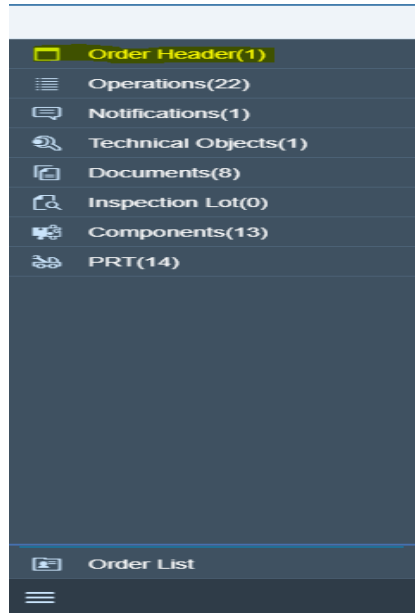 Order Header(1)
Operations(22)
Notifications(1)
Technical Objects(1)
Documents(8)
Inspection Lot(0)
Components(13)
PRT(14)
Order List